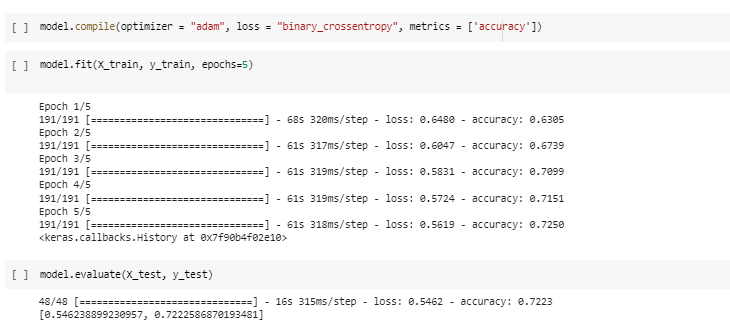 [ ] model.compile(optimizer = "adam", loss = "binary_crossentropy", metrics = ['accuracy'])
[ ] model.fit(X_train, y_train, epochs=5)
Epoch 1/5
191/191 [==============================] - 68s 320ms/step - loss: 0.6480 - accuracy: 0.6305
Epoch 2/5
191/191 [==============================] - 61s 317ms/step - loss: 0.6047 - accuracy: 0.6739
Epoch 3/5
191/191 [==============================] - 61s 319ms/step - loss: 0.5831 - accuracy: 0.7099
Epoch 4/5
191/191 [==============================] - 61s 319ms/step - loss: 0.5724 - accuracy: 0.7151
Epoch 5/5
191/191 [==============================] - 61s 318ms/step - loss: 0.5619 - accuracy: 0.7250
<keras.callbacks.History at 0x7f90b4f02e10>
[ ] model.evaluate(X_test, y_test)
48/48 [==============================] - 16s 315ms/step - loss: 0.5462 - accuracy: 0.7223
[0.546238899230957, 0.7222586870193481]